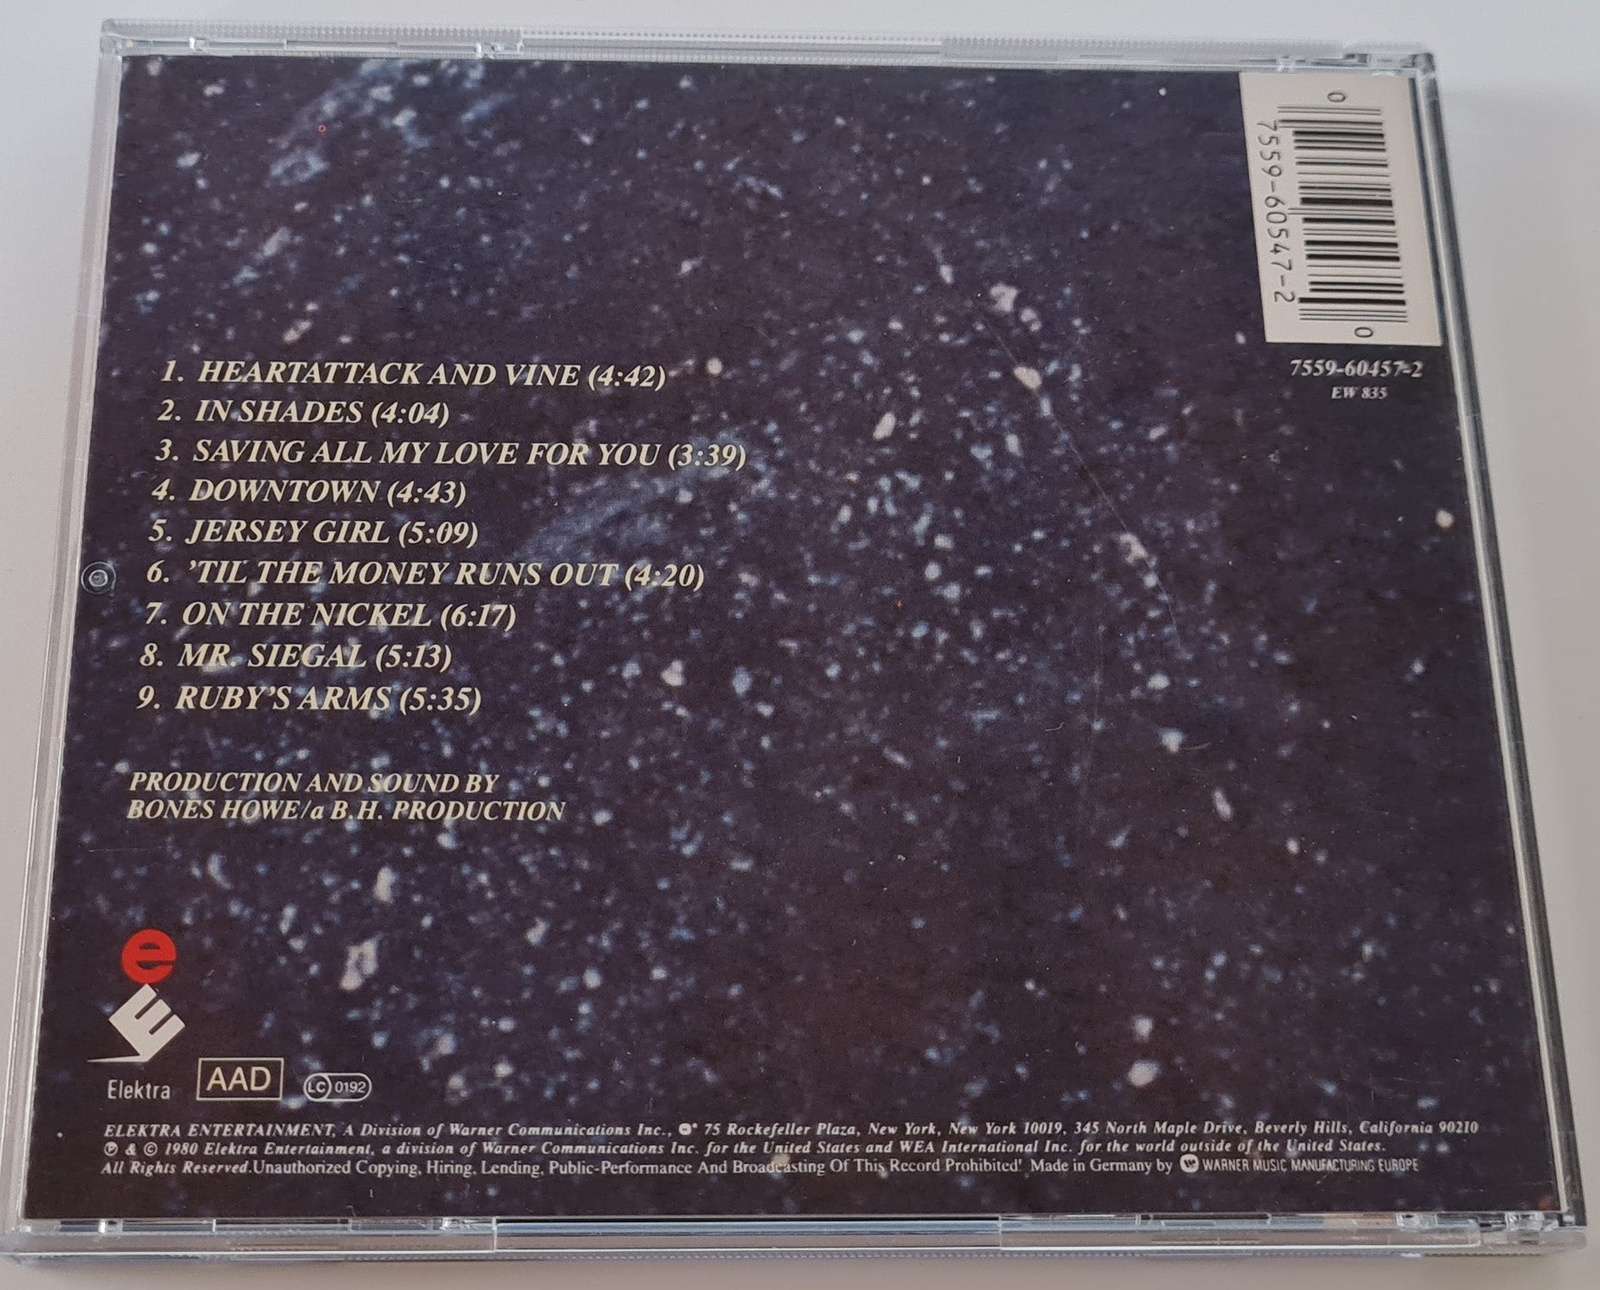 0
7559-60547-2
0
7559-60457-2
EW 835
1. HEARTATTACK AND VINE (4:42)
2. IN SHADES (4:04)
3. SAVING ALL MY LOVE FOR YOU (3:39)
4. DOWNTOWN (4:43)
5. JERSEY GIRL (5:09)
6. 'TIL THE MONEY RUNS OUT (4:20)
7. ON THE NICKEL (6:17)
8. MR. SIEGAL (5:13)
9. RUBY'S ARMS (5:35)
PRODUCTION AND SOUND BY
BONES HOWE/a B.H. PRODUCTION
e
E
Elektra
AAD
LC 0192
ELEKTRA ENTERTAINMENT, A Division of Warner Communications Inc., 75 Rockefeller Plaza, New York, New York 10019, 345 North Maple Drive, Beverly Hills, California 90210
℗ & © 1980 Elektra Entertainment, a division of Warner Communications Inc. for the United States and WEA International Inc. for the world outside of the United States.
All Rights Reserved.Unauthorized Copying, Hiring, Lending, Public-Performance And Broadcasting Of This Record Prohibited' Made in Germany by WARNER MUSIC MANUFACTURING EUROPE